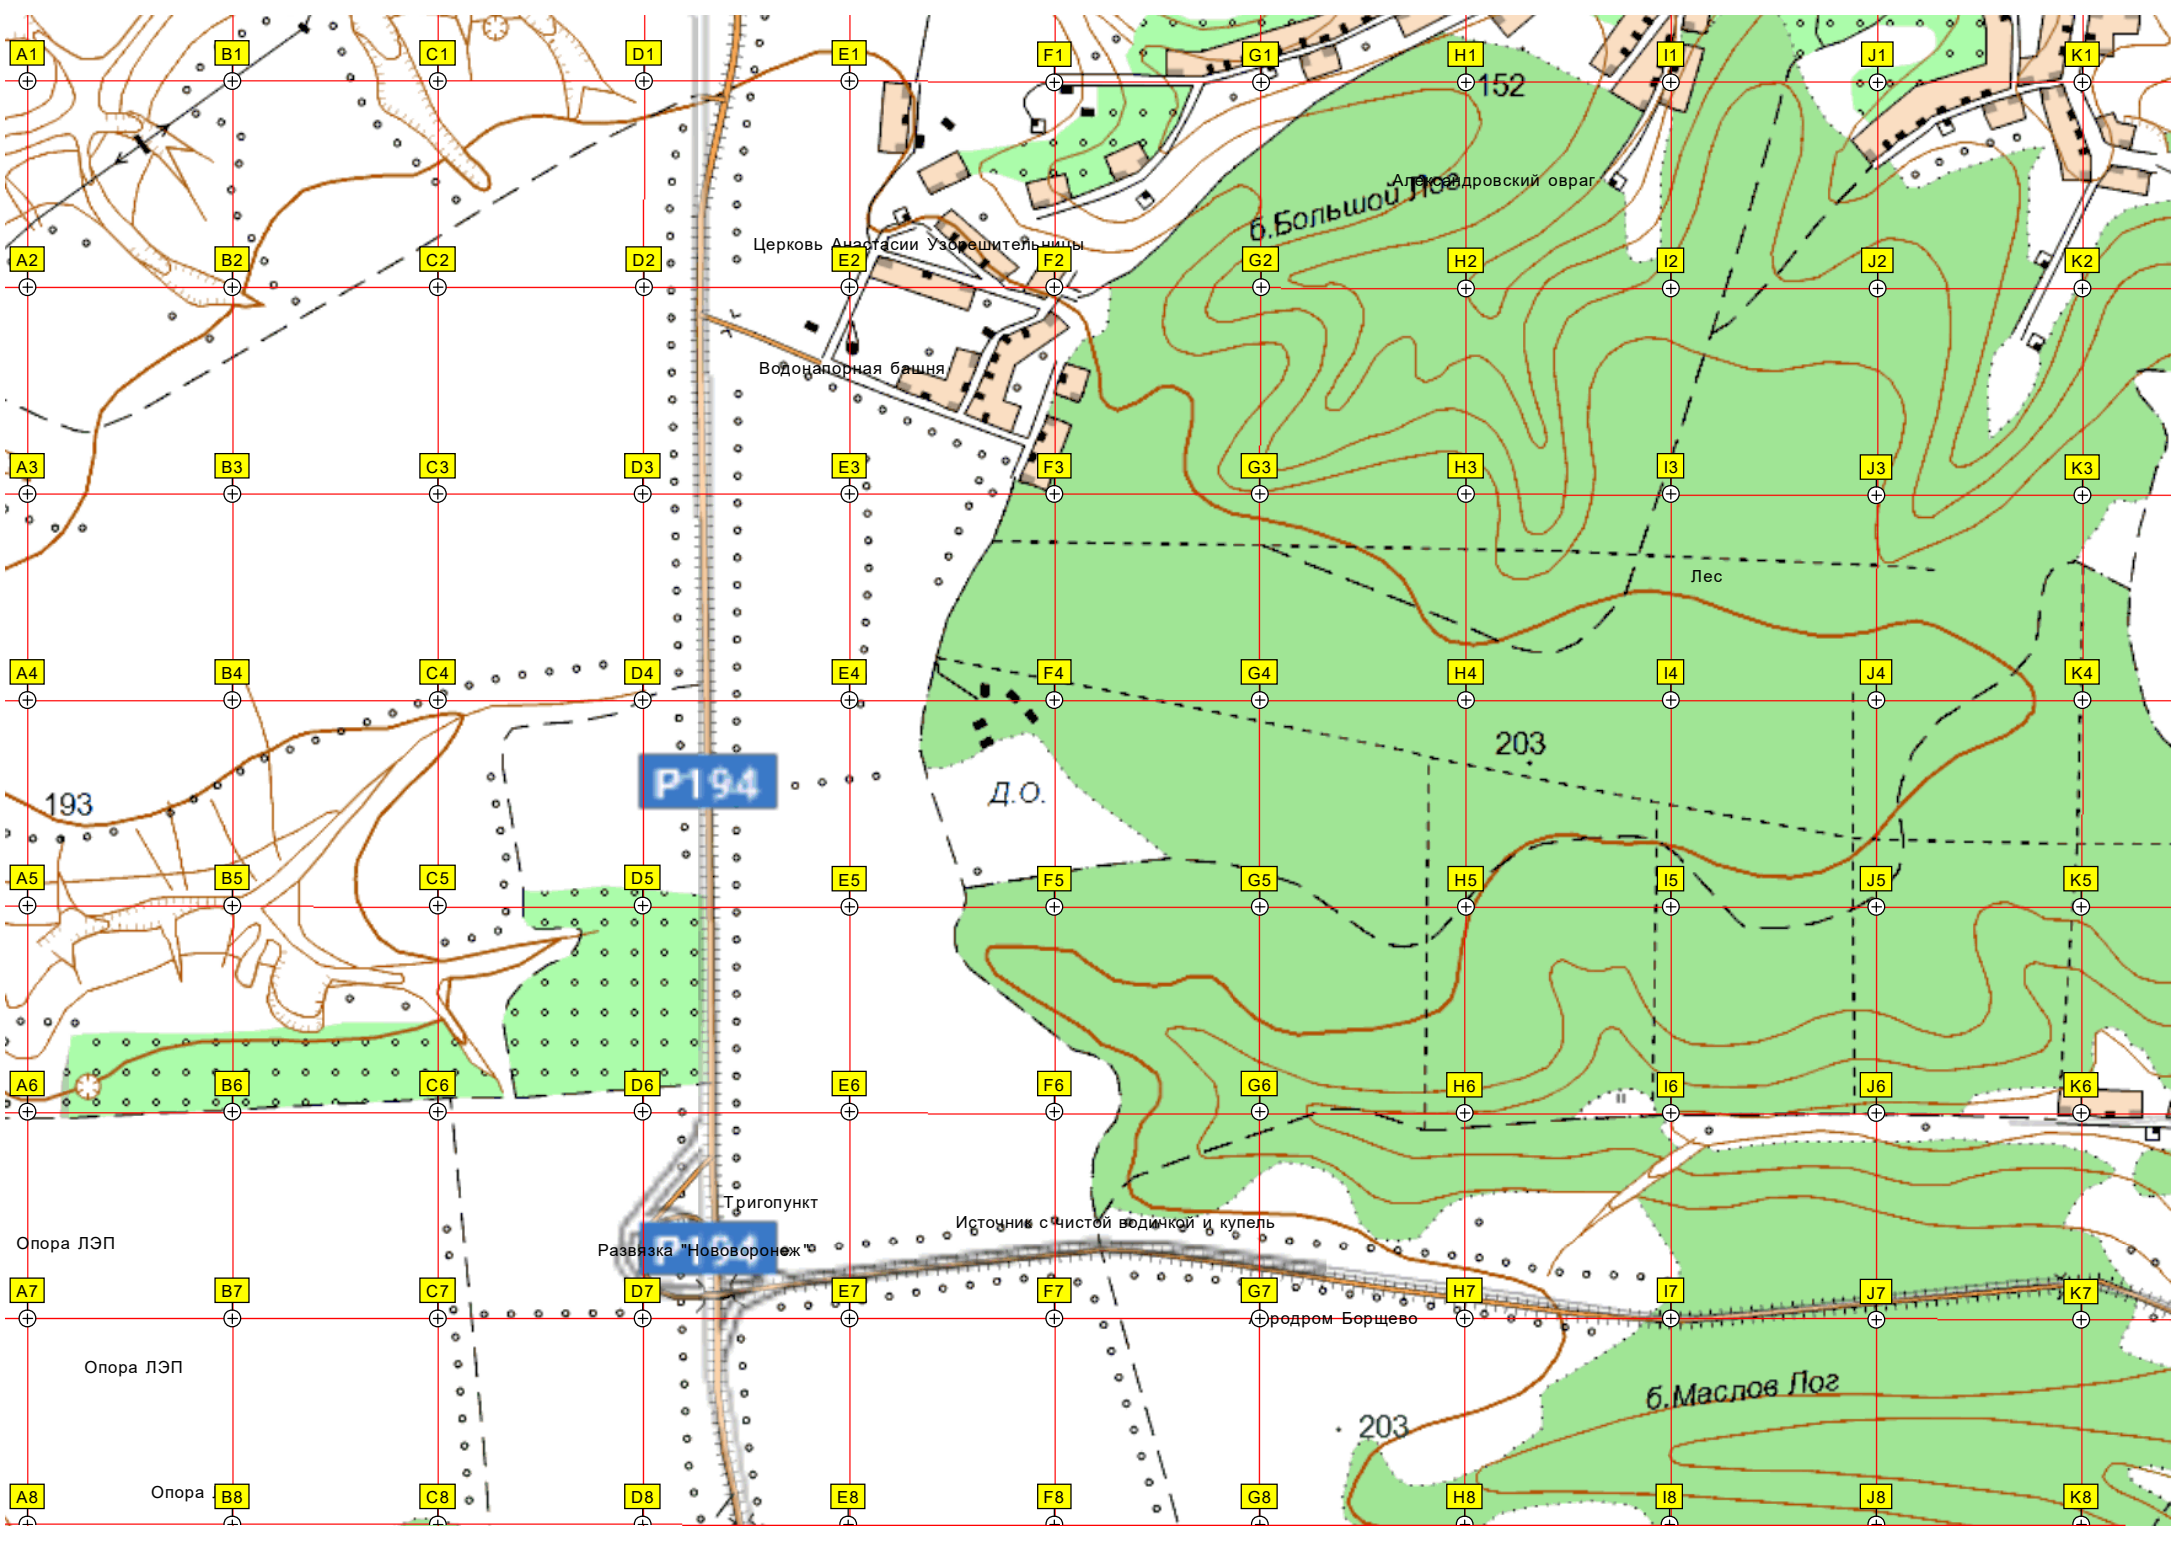 A1 B1 C1 D1 E1 F1 G1 H1 I1 J1 K1
152
Александровский овраг
б.Большой Лог
Церковь Анастасии Узорешительницы
A2 B2 C2 D2 E2 F2 G2 H2 I2 J2 K2
Водонапорная башня
A3 B3 C3 D3 E3 F3 G3 H3 I3 J3 K3
Лес
A4 B4 C4 D4 E4 F4 G4 H4 I4 J4 K4
203
P194
Д.О.
193
A5 B5 C5 D5 E5 F5 G5 H5 I5 J5 K5
A6 B6 C6 D6 E6 F6 G6 H6 I6 J6 K6
Тригопункт
Источник с чистой водичкой и купель
Опора ЛЭП
Развязка "Нововоронеж"
P194
A7 B7 C7 D7 E7 F7 G7 H7 I7 J7 K7
Аэродром Борщево
Опора ЛЭП
б.Маслов Лог
203
Опора
A8 B8 C8 D8 E8 F8 G8 H8 I8 J8 K8